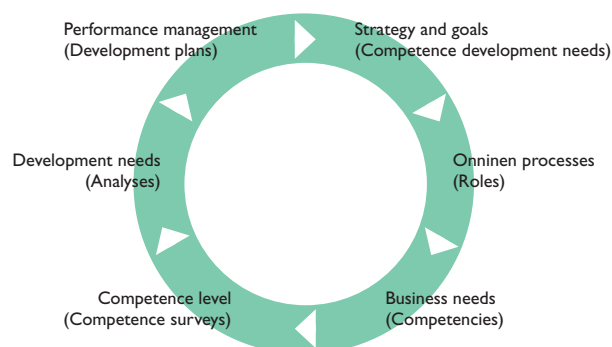 Performance management
(Development plans)
Strategy and goals
(Competence development needs)
Development needs
(Analyses)
Onninen processes
(Roles)
Competence level
(Competence surveys)
Business needs
(Competencies)